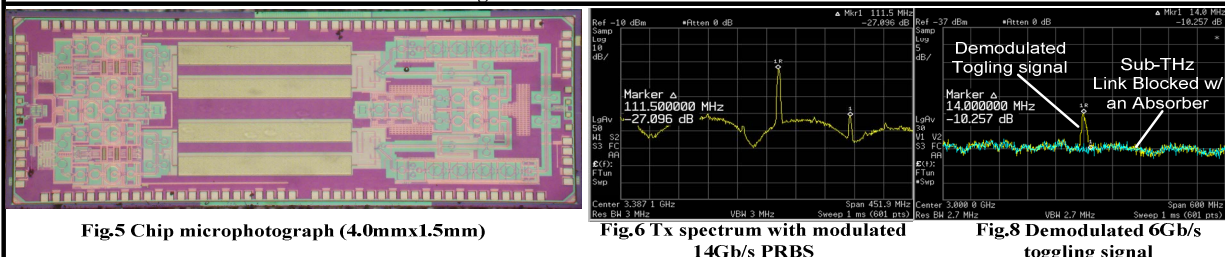 Ref -10 dBm
*Atten 0 dB
Δ Mkr1 111.5 MHz
-27.096 dB
Samp
Log
10
dB/
Marker Δ
111.500000 MHz
-27.096 dB
LgAv
50
W1 S2
S3 FC
AA
£(f):
FTun
Swp
1R
1
Center 3.387 1 GHz
Span 451.9 MHz
Res BW 3 MHz
VBW 3 MHz
Sweep 1 ms (601 pts)
Ref -37 dBm
*Atten 0 dB
Δ Mkr1 14.0 MHz
-10.257 dB
Samp
Log
5
dB/
*
Demodulated
Togling signal
Sub-THz
Link Blocked w/
an Absorber
Marker Δ
14.000000 MHz
-10.257 dB
1R
LgAv
30
V1 V2
S3 FC
AA
£(f):
FTun
*Swp
Center 3.000 0 GHz
Span 600 MHz
Res BW 2.7 MHz
VBW 2.7 MHz
Sweep 1 ms (601 pts)
Fig.5 Chip microphotograph (4.0mmx1.5mm)
Fig.6 Tx spectrum with modulated
14Gb/s PRBS
Fig.8 Demodulated 6Gb/s
toggling signal